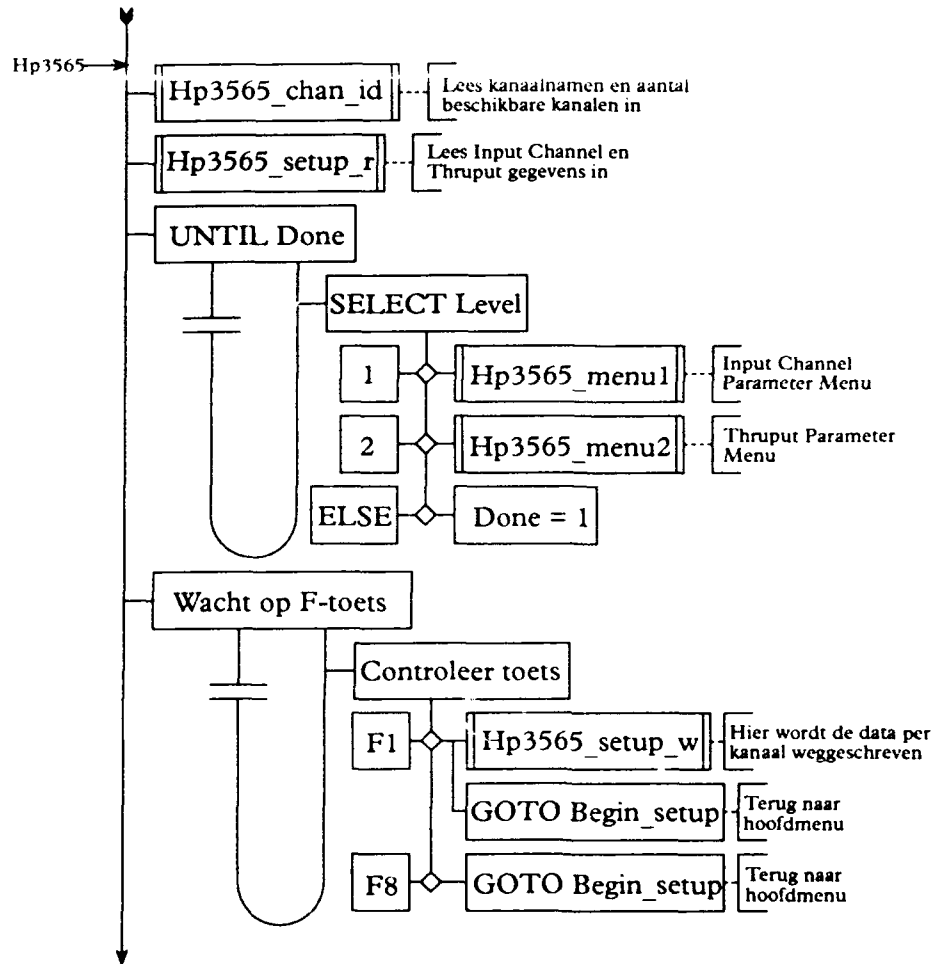 Hp3565
Hp3565_chan_id
Lees kanaalnamen en aantal
beschikbare kanalen in
Hp3565_setup_r
Lees Input Channel en
Thruput gegevens in
UNTIL Done
SELECT Level
1
Hp3565_menu1
Input Channel
Parameter Menu
2
Hp3565_menu2
Thruput Parameter
Menu
ELSE
Done = 1
Wacht op F-toets
Controleer toets
F1
Hp3565_setup_w
Hier wordt de data per
kanaal weggeschreven
GOTO Begin_setup
Terug naar
hoofdmenu
F8
GOTO Begin_setup
Terug naar
hoofdmenu